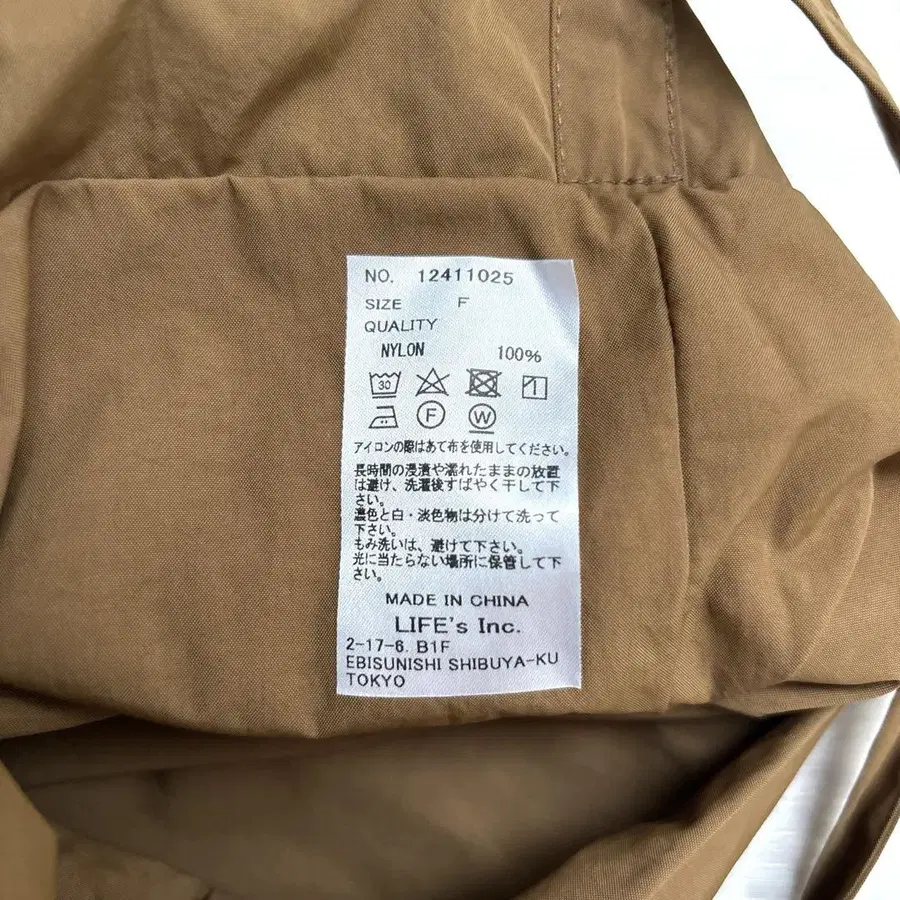 NO. 12411025
SIZE F
QUALITY
NYLON 100%
30
F W
アイロンの際はあて布を使用してください。
長時間の浸漬や濡れたままの放置
は避け、洗濯後すばやく干して下
さい。
濃色と白・淡色物は分けて洗って
下さい。
もみ洗いは、避けて下さい。
光に当たらない場所に保管して下
さい。
MADE IN CHINA
LIFE's Inc.
2-17-6. B1F
EBISUNISHI SHIBUYA-KU
TOKYO